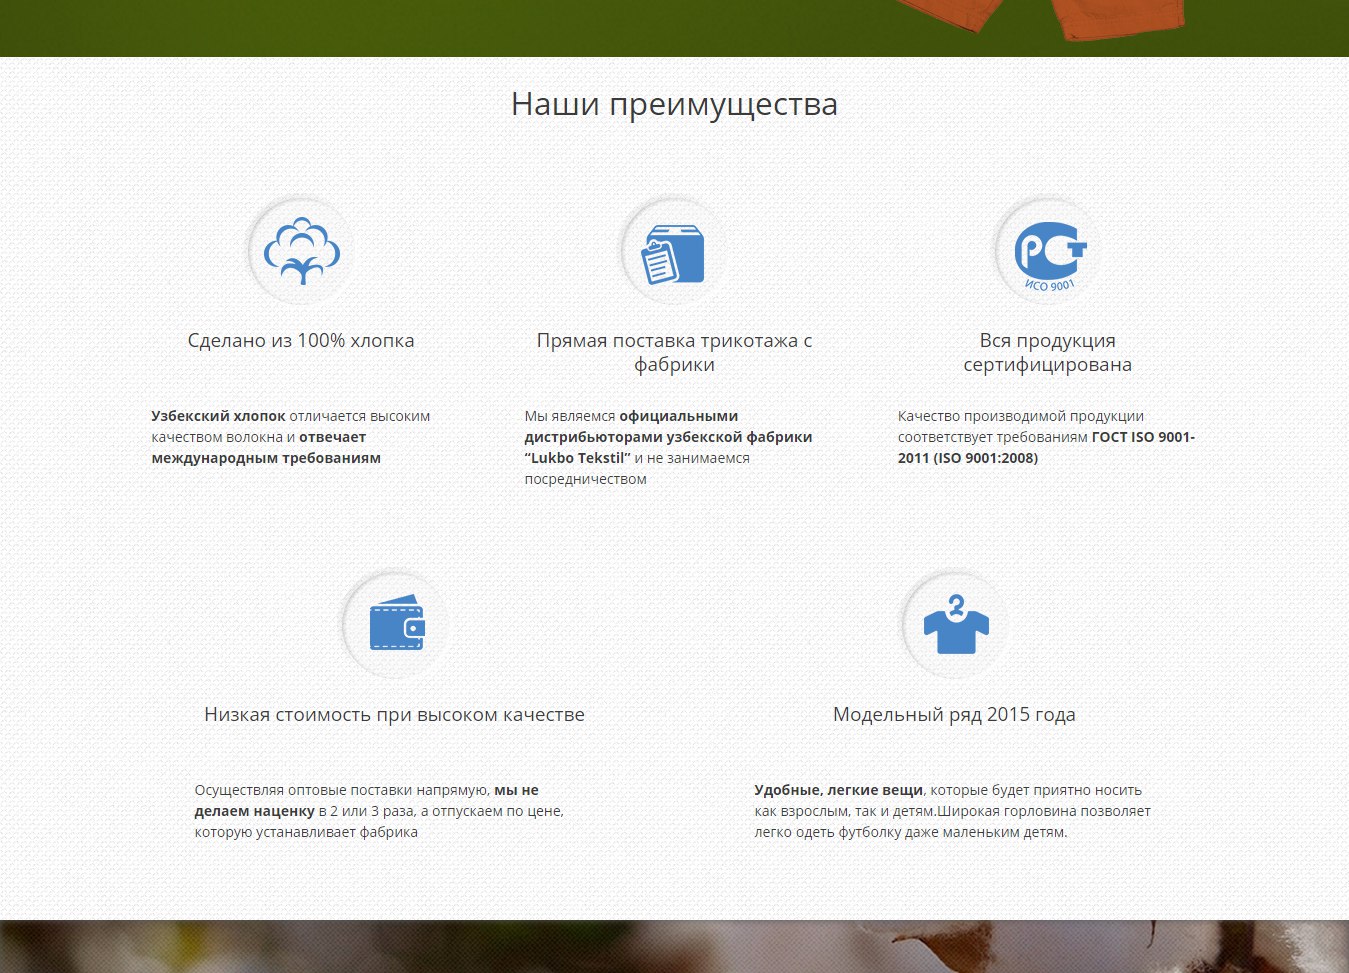 Наши преимущества
РСТ
ИСО 9001
Сделано из 100% хлопка
Узбекский хлопок отличается высоким
качеством волокна и отвечает
международным требованиям
Прямая поставка трикотажа с
фабрики
Мы являемся официальными
дистрибьюторами узбекской фабрики
“Lukbo Tekstil” и не занимаемся
посредничеством
Вся продукция
сертифицирована
Качество производимой продукции
соответствует требованиям ГОСТ ISO 9001-
2011 (ISO 9001:2008)
Низкая стоимость при высоком качестве
Осуществляя оптовые поставки напрямую, мы не
делаем наценку в 2 или 3 раза, а отпускаем по цене,
которую устанавливает фабрика
Модельный ряд 2015 года
Удобные, легкие вещи, которые будет приятно носить
как взрослым, так и детям.Широкая горловина позволяет
легко одеть футболку даже маленьким детям.